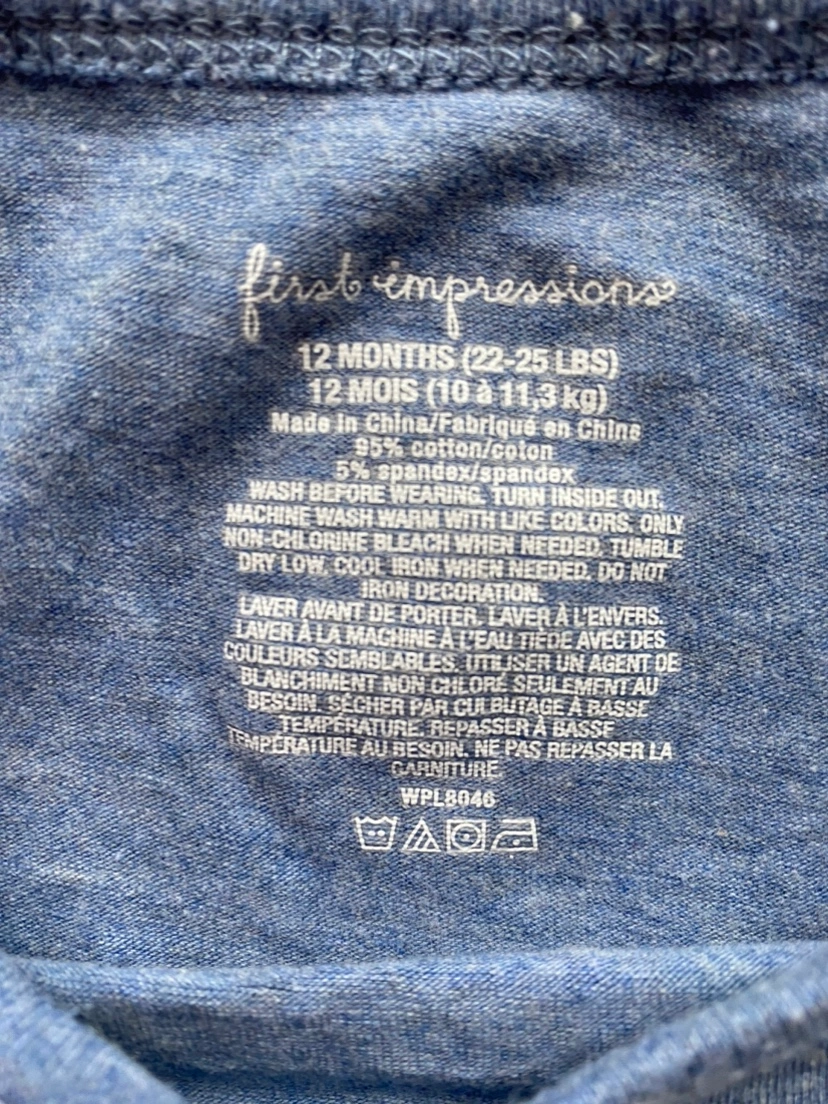 first impressions
12 MONTHS (22-25 LBS)
12 MOIS (10 à 11,3 kg)
Made in China/Fabriqué en Chine
95% cotton/coton
5% spandex/spandex
WASH BEFORE WEARING. TURN INSIDE OUT.
MACHINE WASH WARM WITH LIKE COLORS. ONLY
NON-CHLORINE BLEACH WHEN NEEDED. TUMBLE
DRY LOW. COOL IRON WHEN NEEDED. DO NOT
IRON DECORATION.
LAVER AVANT DE PORTER. LAVER À L'ENVERS.
LAVER À LA MACHINE À L'EAU TIÈDE AVEC DES
COULEURS SEMBLABLES. UTILISER UN AGENT DE
BLANCHIMENT NON CHLORÉ SEULEMENT AU
BESOIN. SÉCHER PAR CULBUTAGE À BASSE
TEMPÉRATURE. REPASSER À BASSE
TEMPÉRATURE AU BESOIN. NE PAS REPASSER LA
GARNITURE.
WPL8046